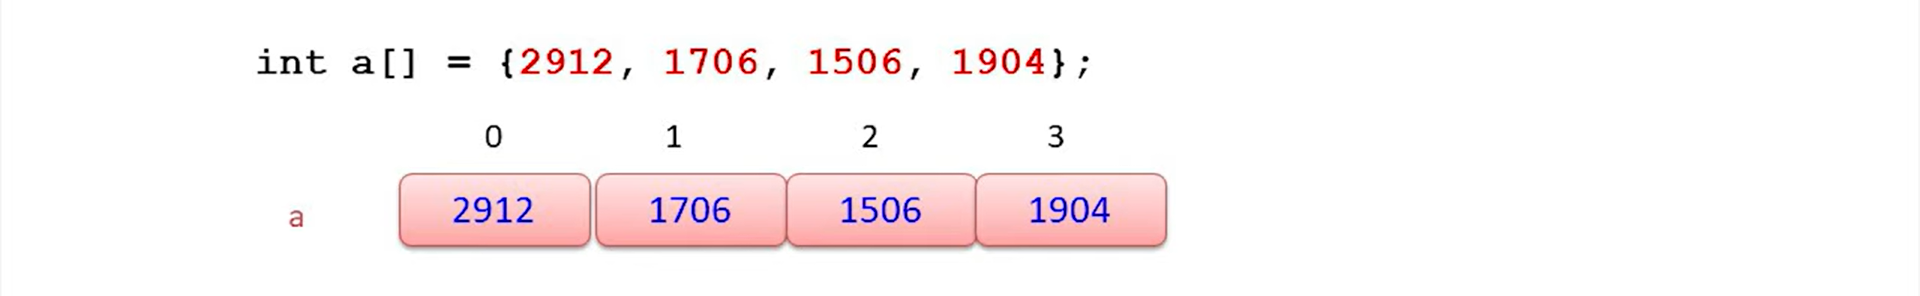 int a[] = {2912, 1706, 1506, 1904};
0 1 2 3
a 2912 1706 1506 1904